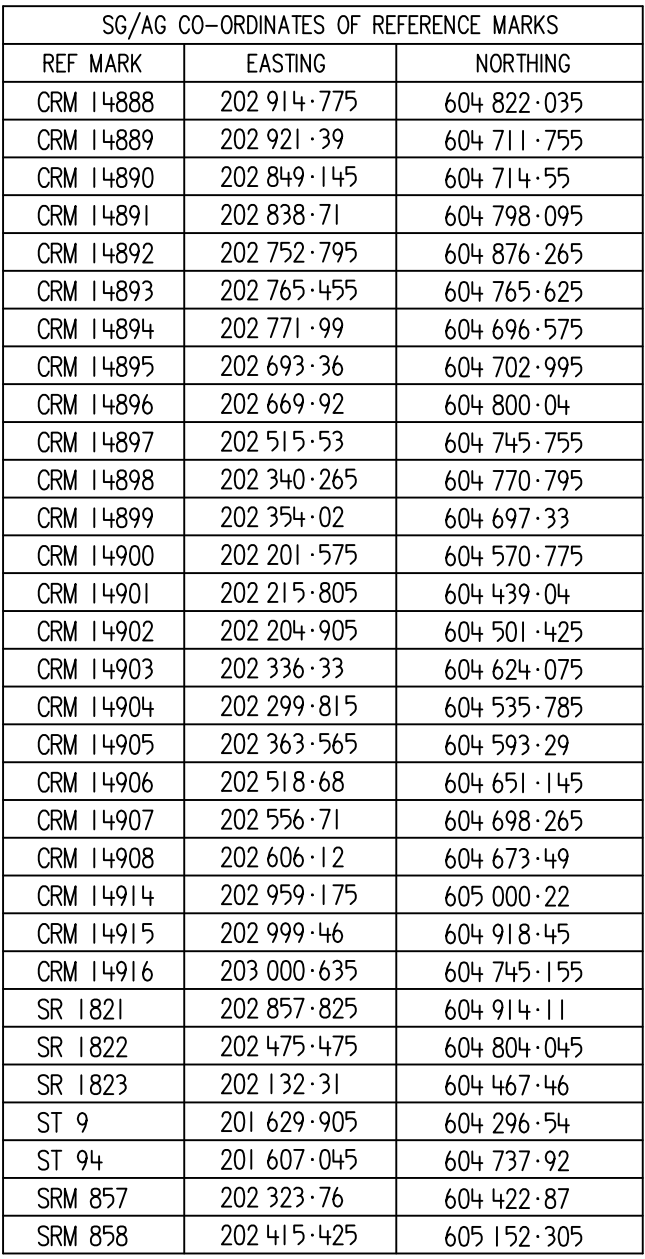 SG/AG CO-ORDINATES OF REFERENCE MARKS
REF MARK EASTING NORTHING
CRM 14888 202 914·775 604 822·035
CRM 14889 202 921·39 604 711·755
CRM 14890 202 849·145 604 714·55
CRM 14891 202 838·71 604 798·095
CRM 14892 202 752·795 604 876·265
CRM 14893 202 765·455 604 765·625
CRM 14894 202 771·99 604 696·575
CRM 14895 202 693·36 604 702·995
CRM 14896 202 669·92 604 800·04
CRM 14897 202 515·53 604 745·755
CRM 14898 202 340·265 604 770·795
CRM 14899 202 354·02 604 697·33
CRM 14900 202 201·575 604 570·775
CRM 14901 202 215·805 604 439·04
CRM 14902 202 204·905 604 501·425
CRM 14903 202 336·33 604 624·075
CRM 14904 202 299·815 604 535·785
CRM 14905 202 363·565 604 593·29
CRM 14906 202 518·68 604 651·145
CRM 14907 202 556·71 604 698·265
CRM 14908 202 606·12 604 673·49
CRM 14914 202 959·175 605 000·22
CRM 14915 202 999·46 604 918·45
CRM 14916 203 000·635 604 745·155
SR 1821 202 857·825 604 914·11
SR 1822 202 475·475 604 804·045
SR 1823 202 132·31 604 467·46
ST 9 201 629·905 604 296·54
ST 94 201 607·045 604 737·92
SRM 857 202 323·76 604 422·87
SRM 858 202 415·425 605 152·305